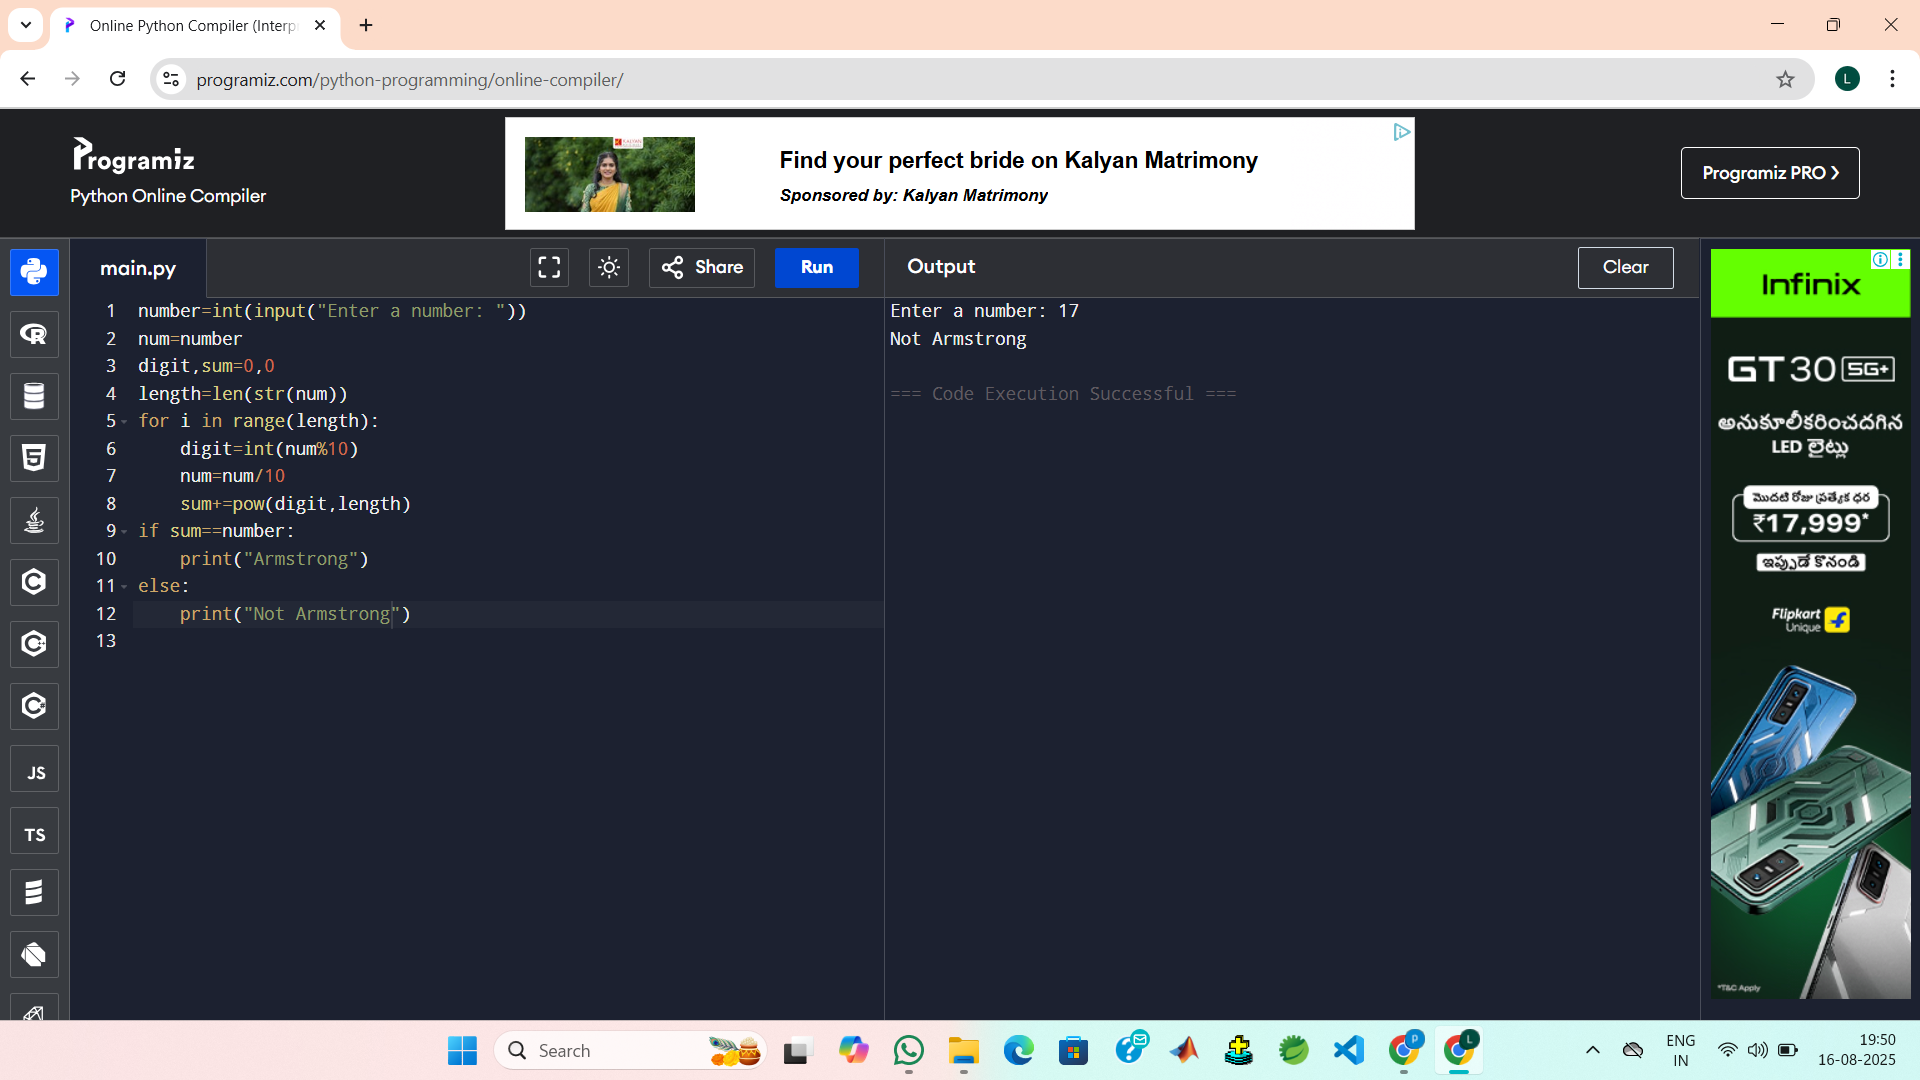 Online Python Compiler (Interp
programiz.com/python-programming/online-compiler/
L
Programiz
Python Online Compiler
KALYAN
Find your perfect bride on Kalyan Matrimony
Sponsored by: Kalyan Matrimony
Programiz PRO ❯
main.py
Share
Run
Output
Clear
1 number=int(input("Enter a number: "))
2 num=number
3 digit,sum=0,0
4 length=len(str(num))
5 for i in range(length):
6     digit=int(num%10)
7     num=num/10
8     sum+=pow(digit,length)
9 if sum==number:
10     print("Armstrong")
11 else:
12     print("Not Armstrong")
13
Enter a number: 17
Not Armstrong
=== Code Execution Successful ===
R
5
C
C
C
JS
TS
Infinix
GT 30 5G+
అనుకూలీకరించదగిన
LED లైట్లు
మొదటి రోజు ప్రత్యేక ధర
₹17,999*
ఇప్పుడే కొనండి
Flipkart
Unique
*T&C Apply
Search
P
L
ENG
IN
19:50
16-08-2025